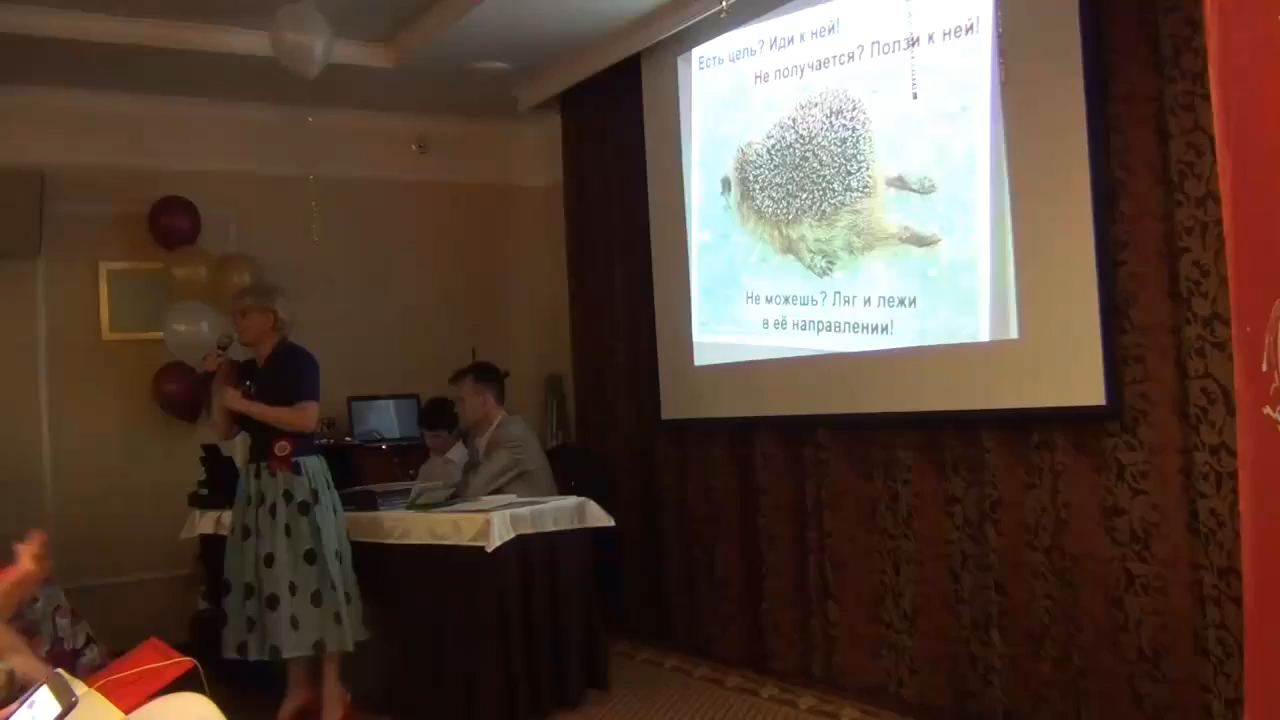 Есть цель? Иди к ней!
Не получается? Ползи к ней!
Не можешь? Ляг и лежи
в её направлении!